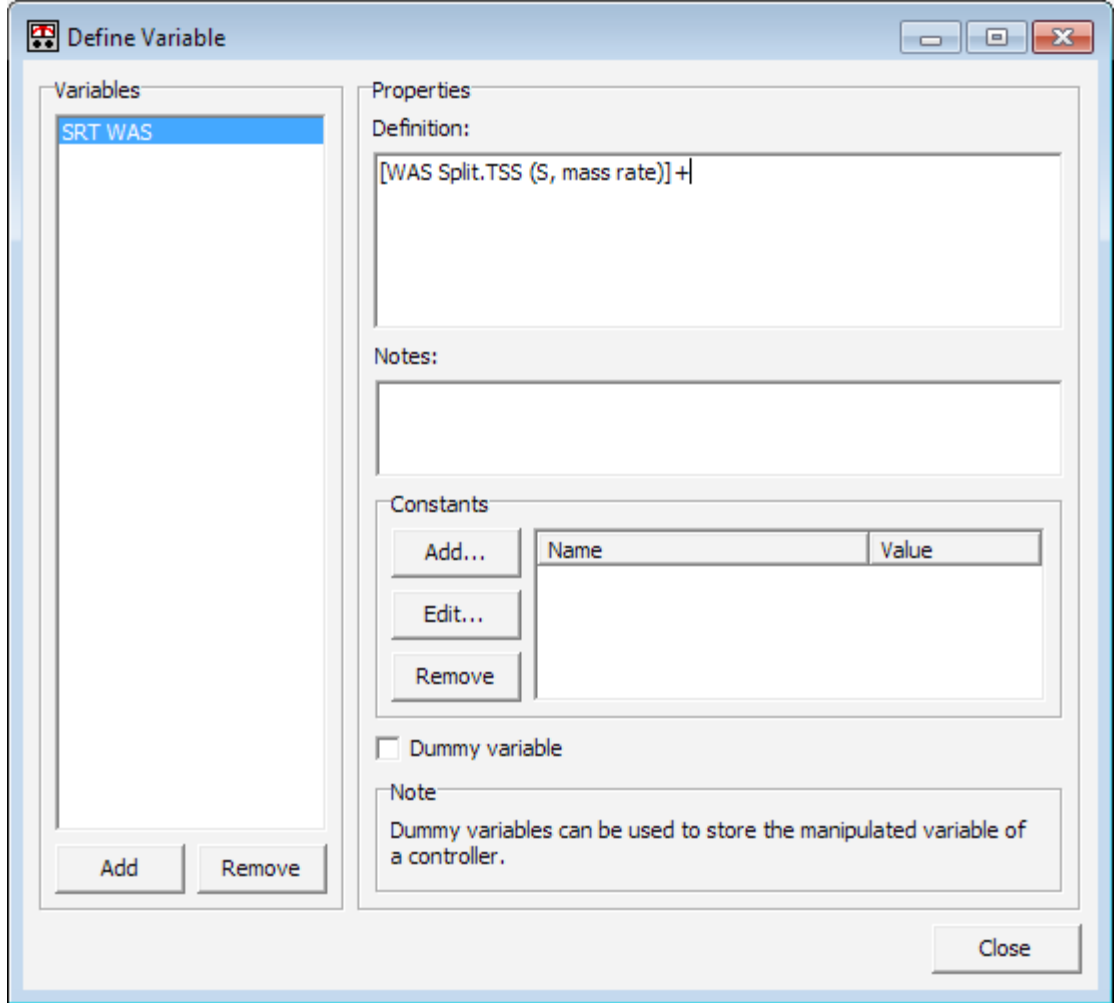 Define Variable
Variables
SRT WAS
Add
Remove
Properties
Definition:
[WAS Split.TSS (S, mass rate)]+
Notes:
Constants
Add...
Edit...
Remove
Name
Value
Dummy variable
Note
Dummy variables can be used to store the manipulated variable of
a controller.
Close